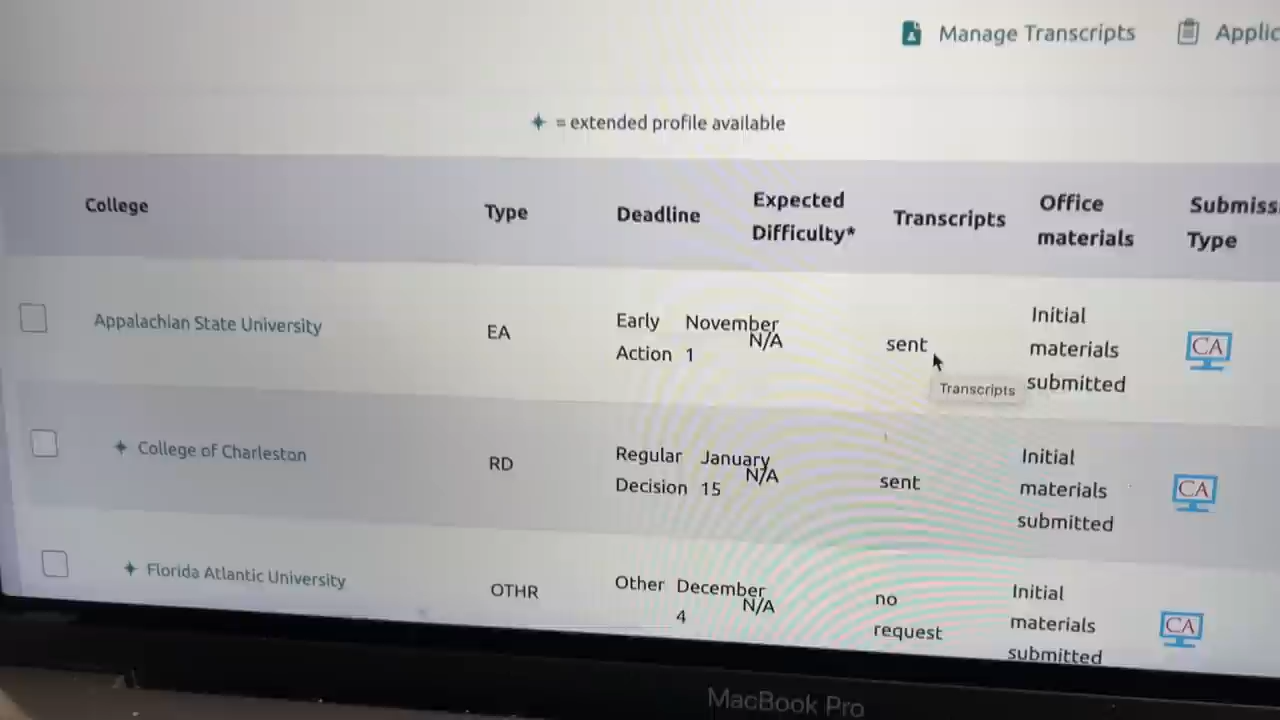 Manage Transcripts Applic
= extended profile available
College Type Deadline Expected Difficulty* Transcripts Office materials Submiss Type
Appalachian State University EA Early Action November 1 N/A sent Initial materials submitted CA
Transcripts
College of Charleston RD Regular Decision January 15 N/A sent Initial materials submitted CA
Florida Atlantic University OTHR Other December 4 N/A no request Initial materials submitted CA
MacBook Pro